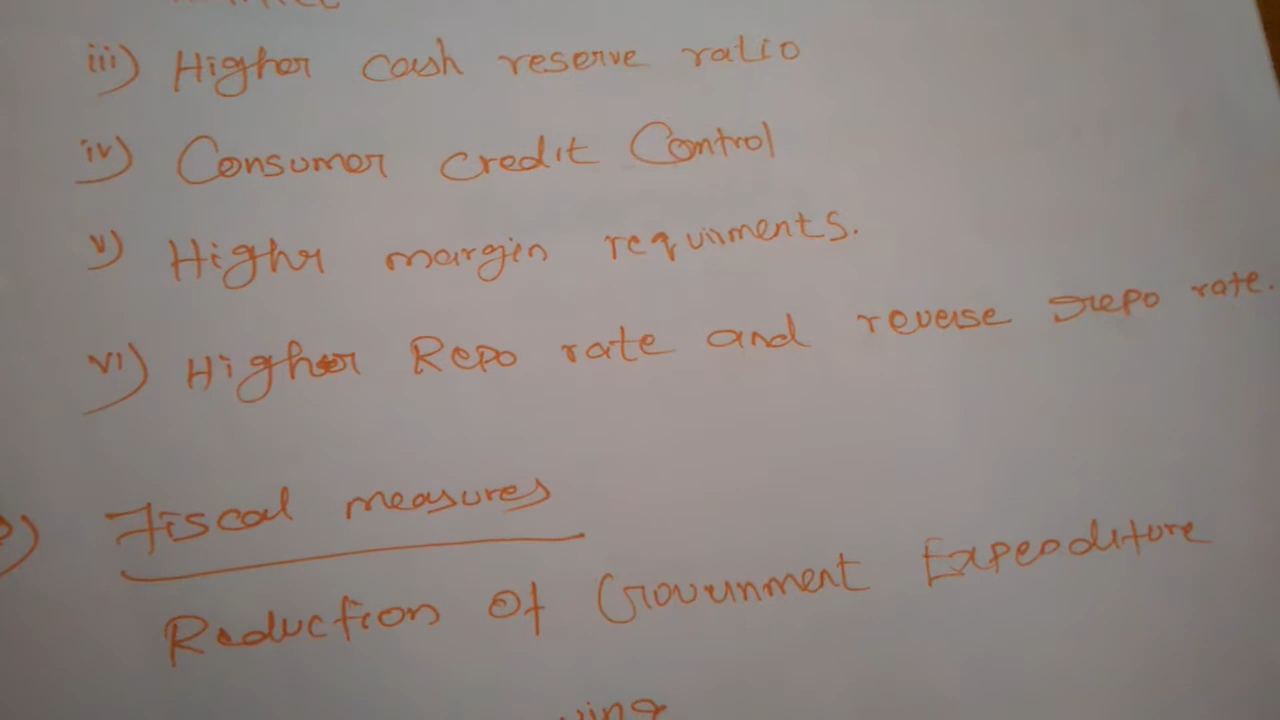 iii) Higher cash reserve ratio
iv) Consumer credit Control
v) Highr margin requirments.
vi) Higher Repo rate and reverse repo rate.
Fiscal measures
Reduction of Government Expenditure